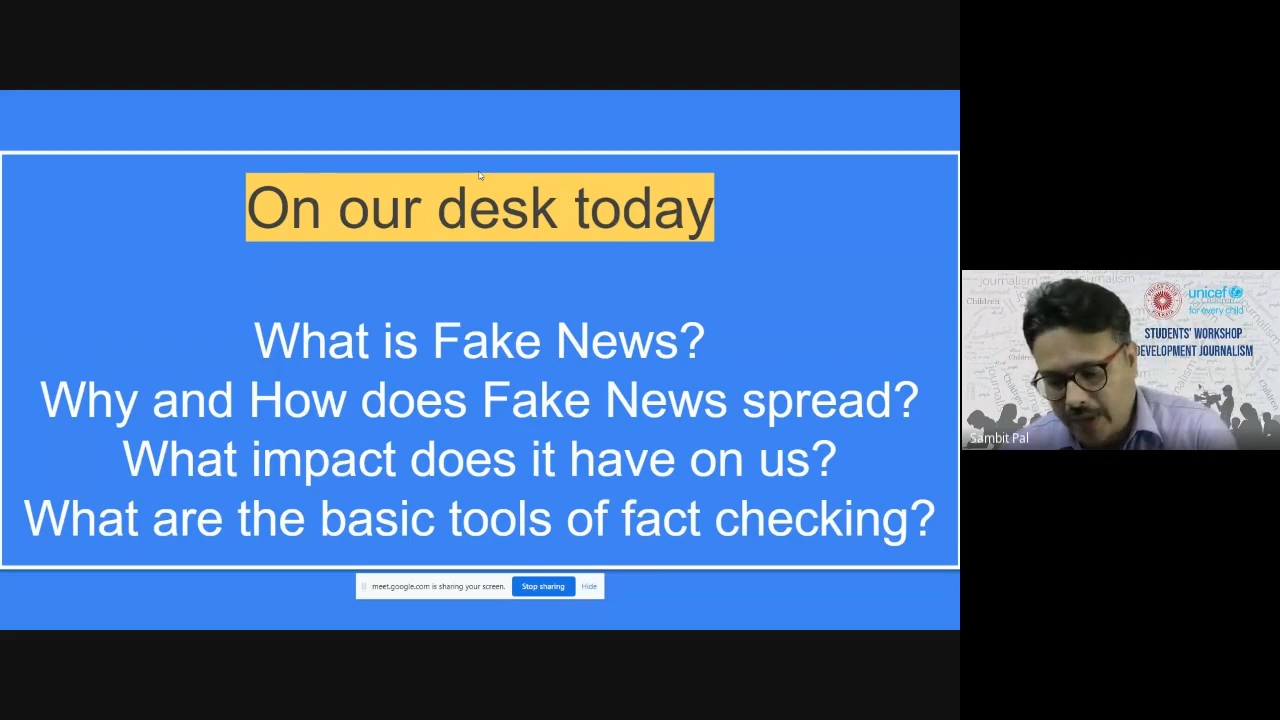 On our desk today
What is Fake News?
Why and How does Fake News spread?
What impact does it have on us?
What are the basic tools of fact checking?
meet.google.com is sharing your screen. Stop sharing Hide
journalism
Children
unicef
for every child
STUDENTS' WORKSHOP
DEVELOPMENT JOURNALISM
Sambit Pal